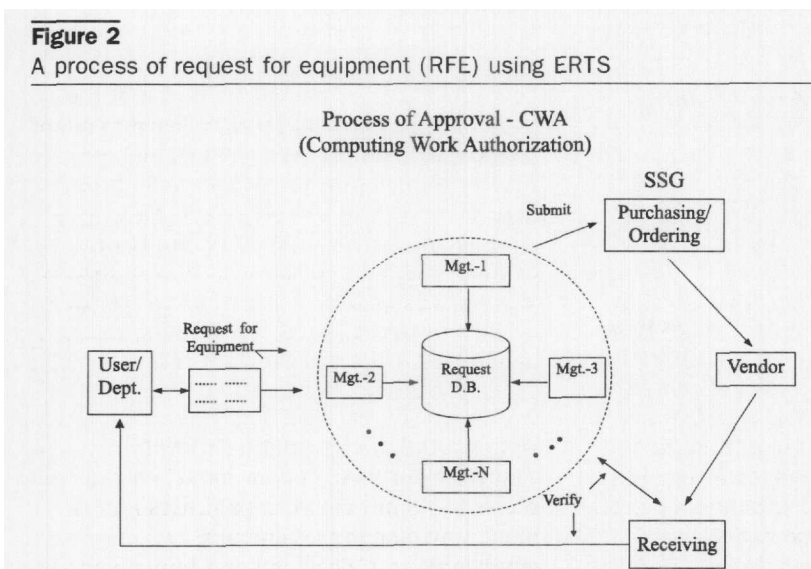 Figure 2
A process of request for equipment (RFE) using ERTS
Process of Approval - CWA
(Computing Work Authorization)
SSG
Submit
Purchasing/
Ordering
Mgt.-1
Request for
Equipment
User/
Dept.
Mgt.-2
Request
D.B.
Mgt.-3
Vendor
Mgt.-N
Verify
Receiving